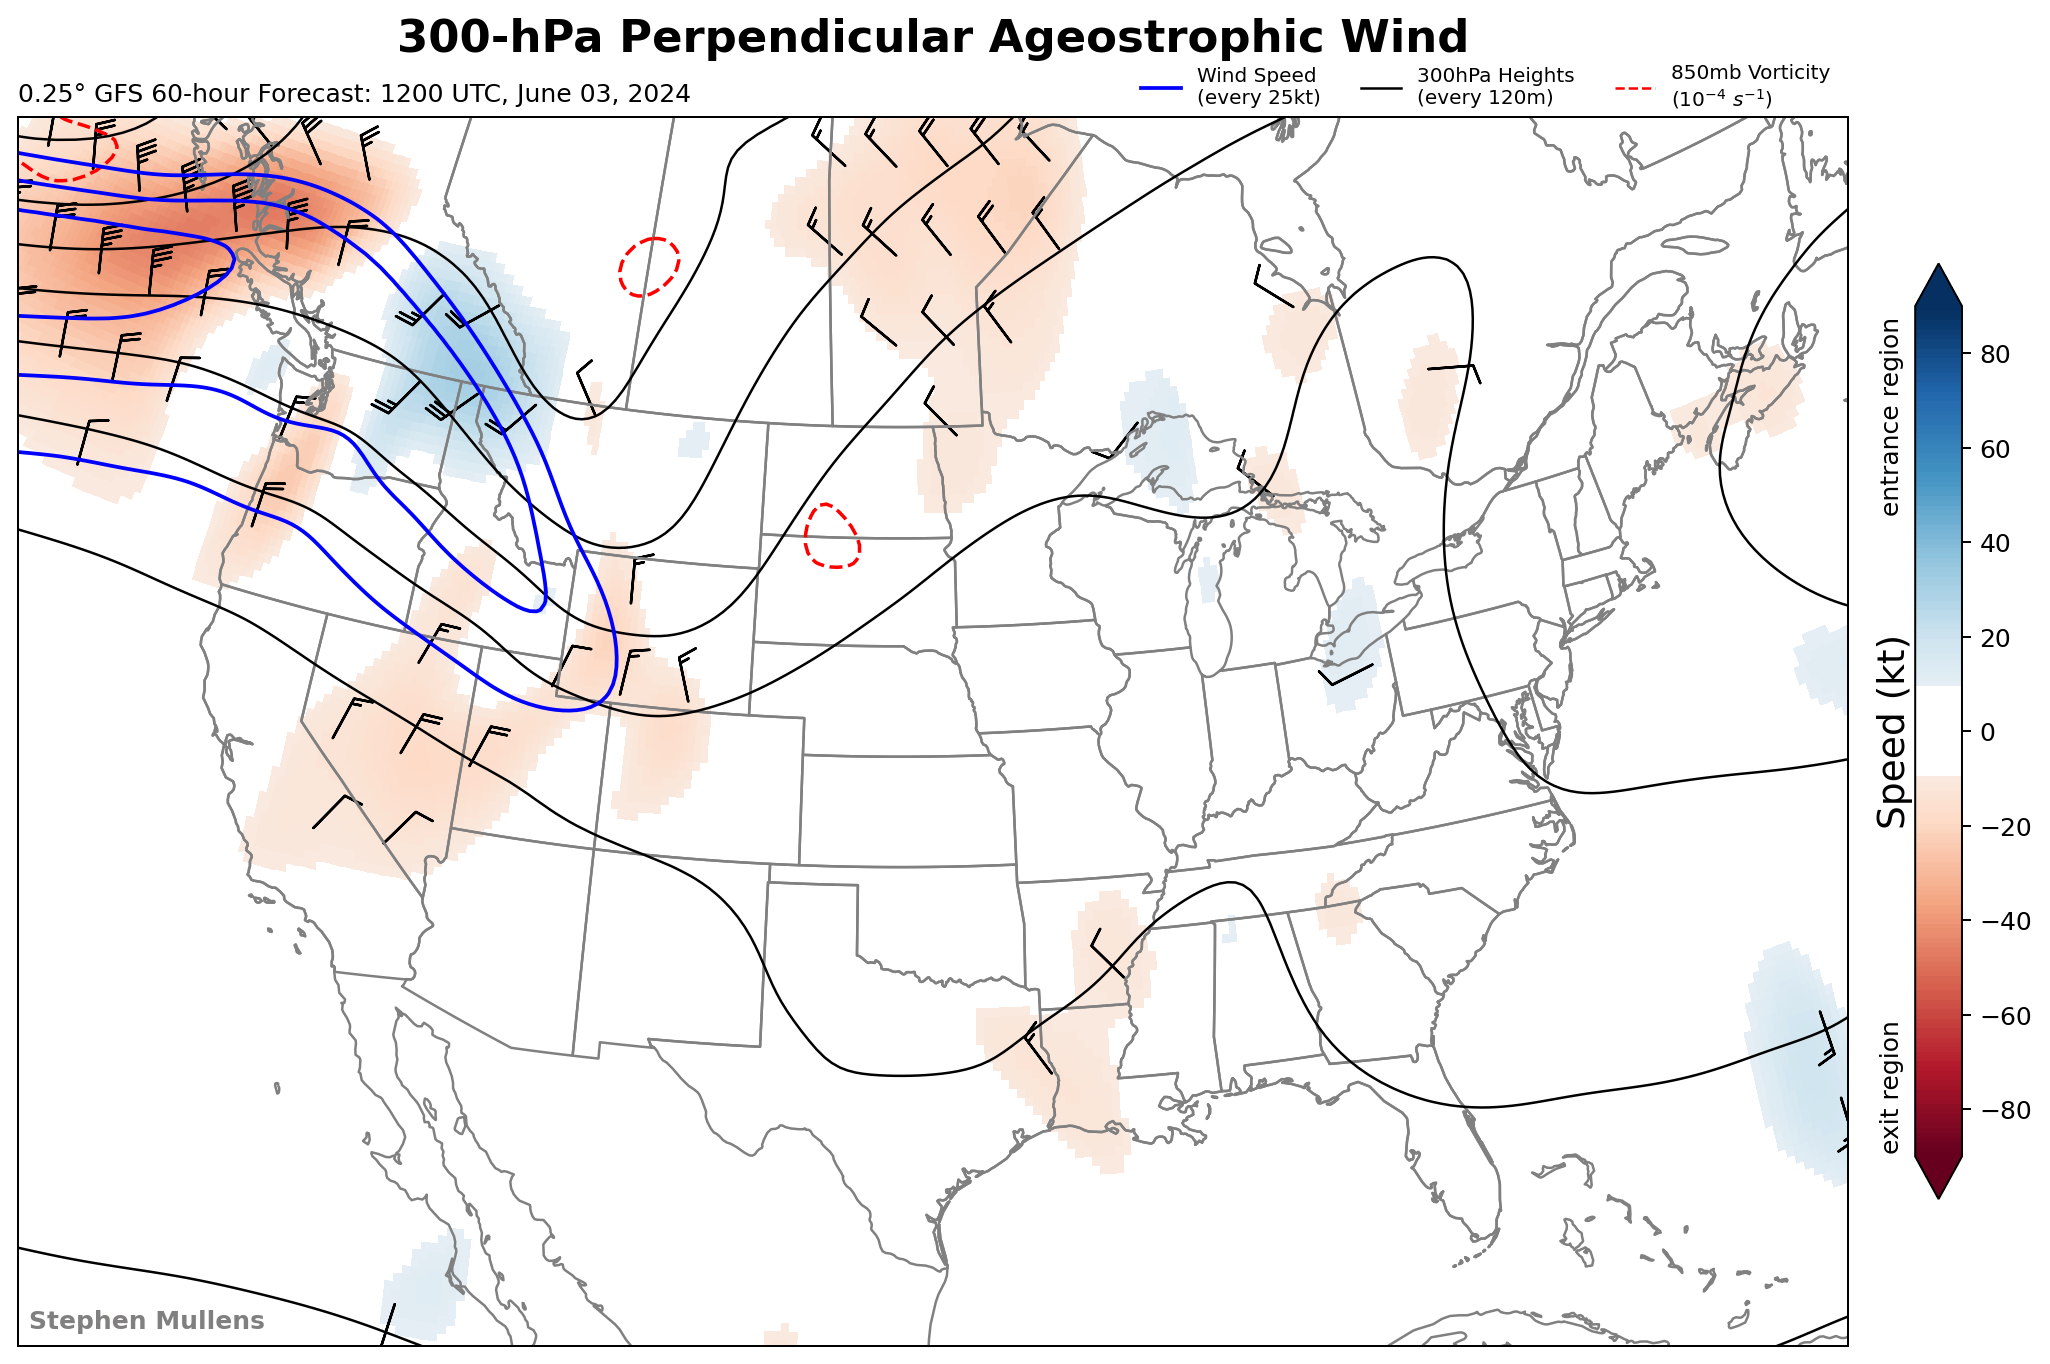 300-hPa Perpendicular Ageostrophic Wind
0.25° GFS 60-hour Forecast: 1200 UTC, June 03, 2024
Wind Speed
(every 25kt)
300hPa Heights
(every 120m)
850mb Vorticity
(10⁻⁴ s⁻¹)
entrance region
exit region
Speed (kt)
80
60
40
20
0
−20
−40
−60
−80
Stephen Mullens